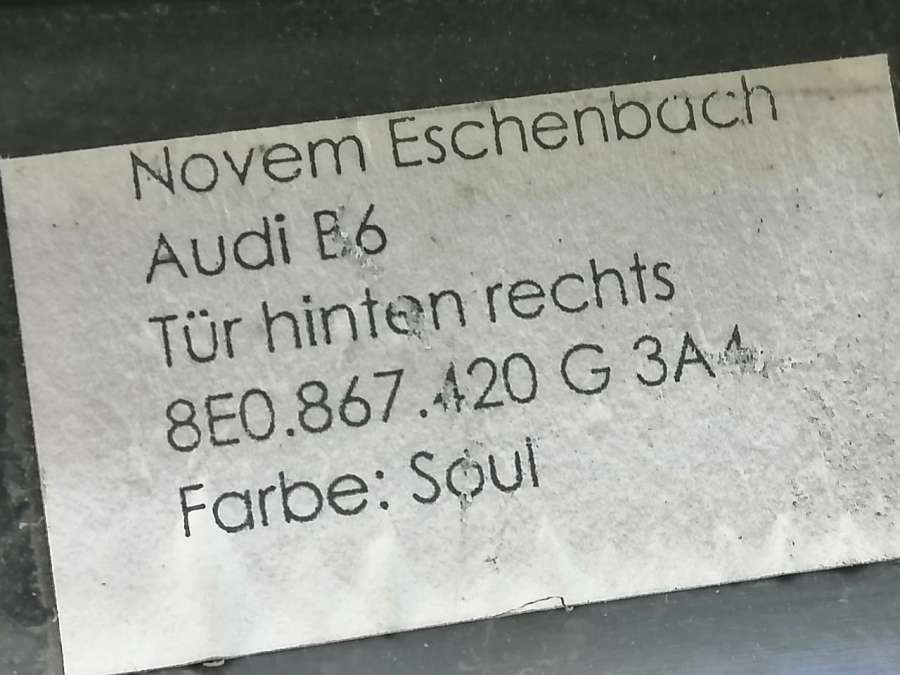 Novem Eschenbach
Audi B6
Tür hinten rechts
8E0.867.420 G 3A4
Farbe: Soul